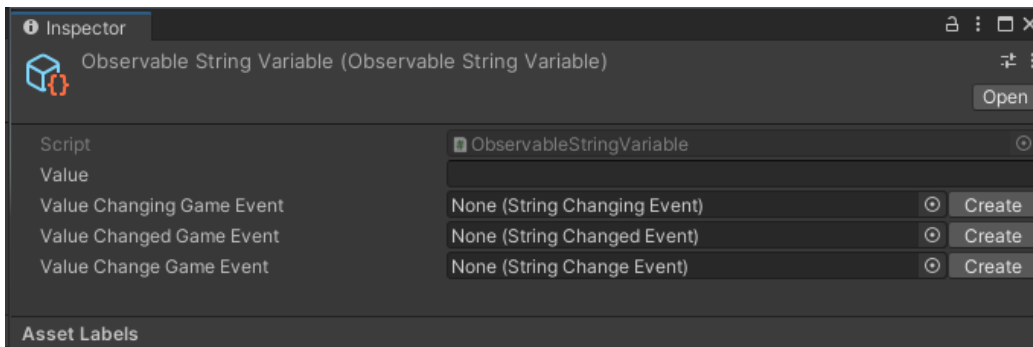 Inspector
Observable String Variable (Observable String Variable)
Open
Script ObservableStringVariable
Value
Value Changing Game Event None (String Changing Event) Create
Value Changed Game Event None (String Changed Event) Create
Value Change Game Event None (String Change Event) Create
Asset Labels